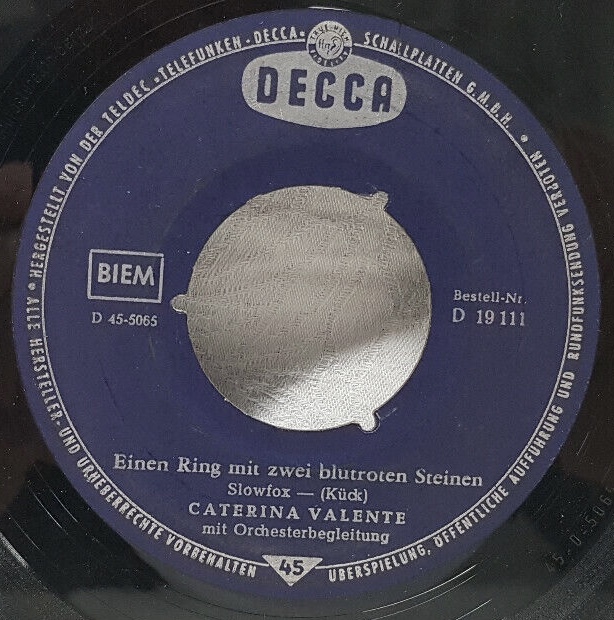 HERGESTELLT VON DER TELDEC • TELEFUNKEN - DECCA • SCHALLPLATTEN G.M.B.H. •
DECCA
BIEM
D 45-5065
Bestell-Nr.
D 19 111
Einen Ring mit zwei blutroten Steinen
Slowfox — (Kück)
CATERINA VALENTE
mit Orchesterbegleitung
45
ALLE HERSTELLER- UND URHEBERRECHTE VORBEHALTEN
ÜBERSPIELUNG, ÖFFENTLICHE AUFFÜHRUNG UND RUNDFUNKSENDUNG VERBOTEN